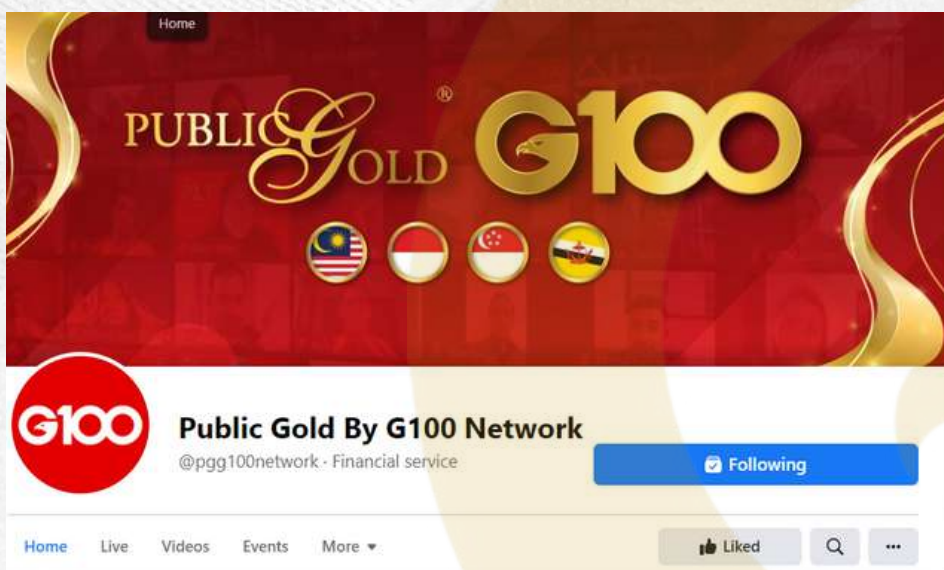 Home
PUBLIC GOLD ® G100
G100
Public Gold By G100 Network
@pgg100network · Financial service
Following
Home Live Videos Events More
Liked